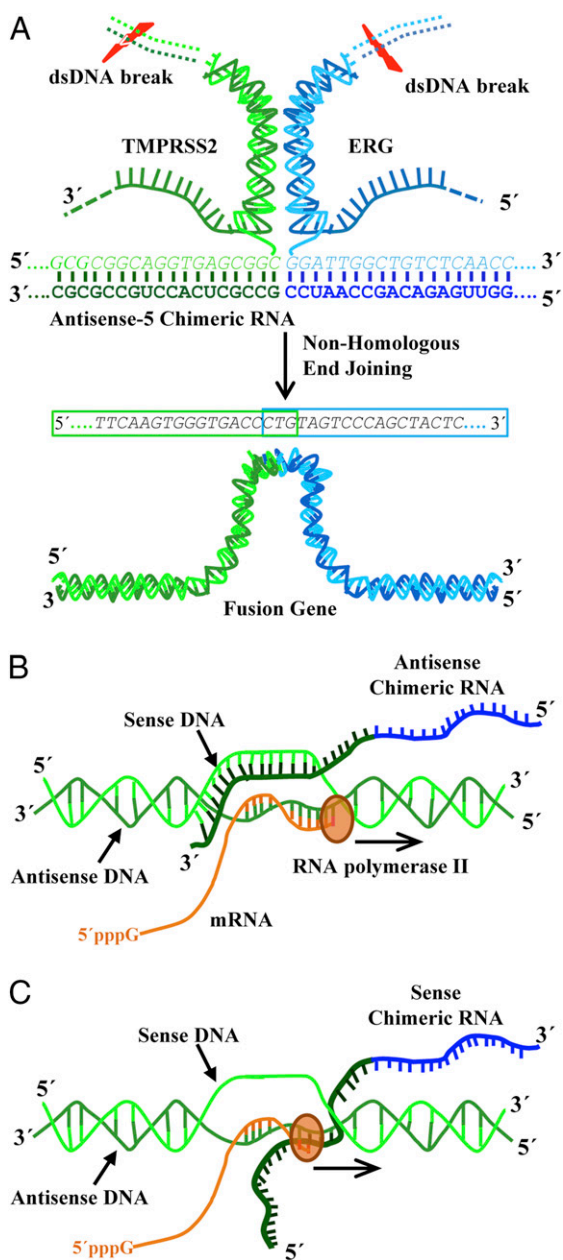 A
dsDNA break
dsDNA break
TMPRSS2
ERG
3´
5´
5´....GCGCGGCAGGTGAGCGGC GGATTGGCTGTCTCAACC.... 3´
3´....CGCGCCGUCCACUCGCCG CCUAACCGACAGAGUUGG.... 5´
Antisense-5 Chimeric RNA
Non-Homologous
End Joining
5´....TTCAAGTGGGTGACCCTGTAGTCCCAGCTACTC.... 3´
5´
3´
3
5´
Fusion Gene
B
Antisense
Chimeric RNA
5´
Sense DNA
5´
3´
3´
5´
3´
Antisense DNA
RNA polymerase II
mRNA
5´pppG
C
Sense
Chimeric RNA
3´
Sense DNA
5´
3´
3´
5´
Antisense DNA
5´pppG
5´